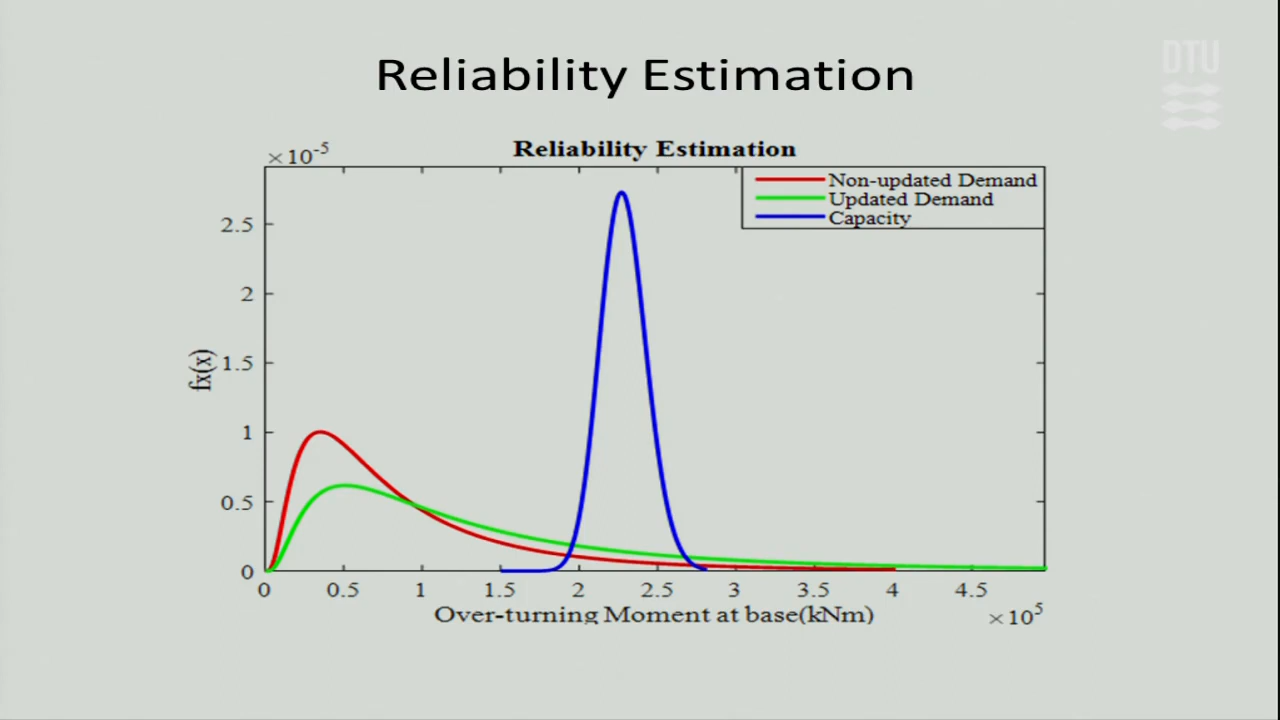 Reliability Estimation
DTU
Reliability Estimation
×10-5
Non-updated Demand
Updated Demand
Capacity
2.5
2
1.5
1
0.5
0
fx(x)
0 0.5 1 1.5 2 2.5 3 3.5 4 4.5
×105
Over-turning Moment at base(kNm)